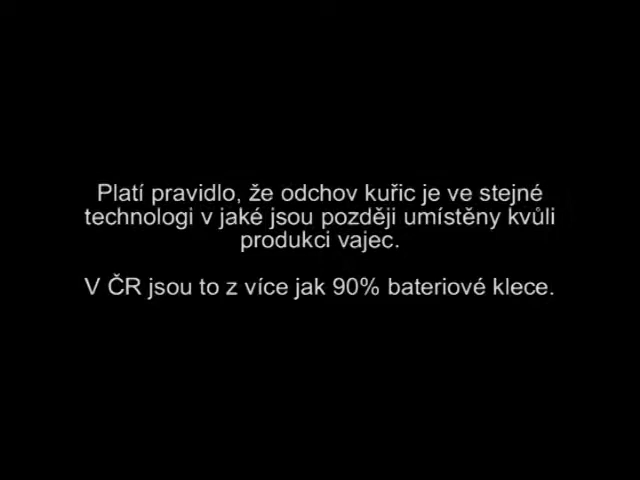 Platí pravidlo, že odchov kuřic je ve stejné
technologi v jaké jsou později umístěny kvůli
produkci vajec.
V ČR jsou to z více jak 90% bateriové klece.